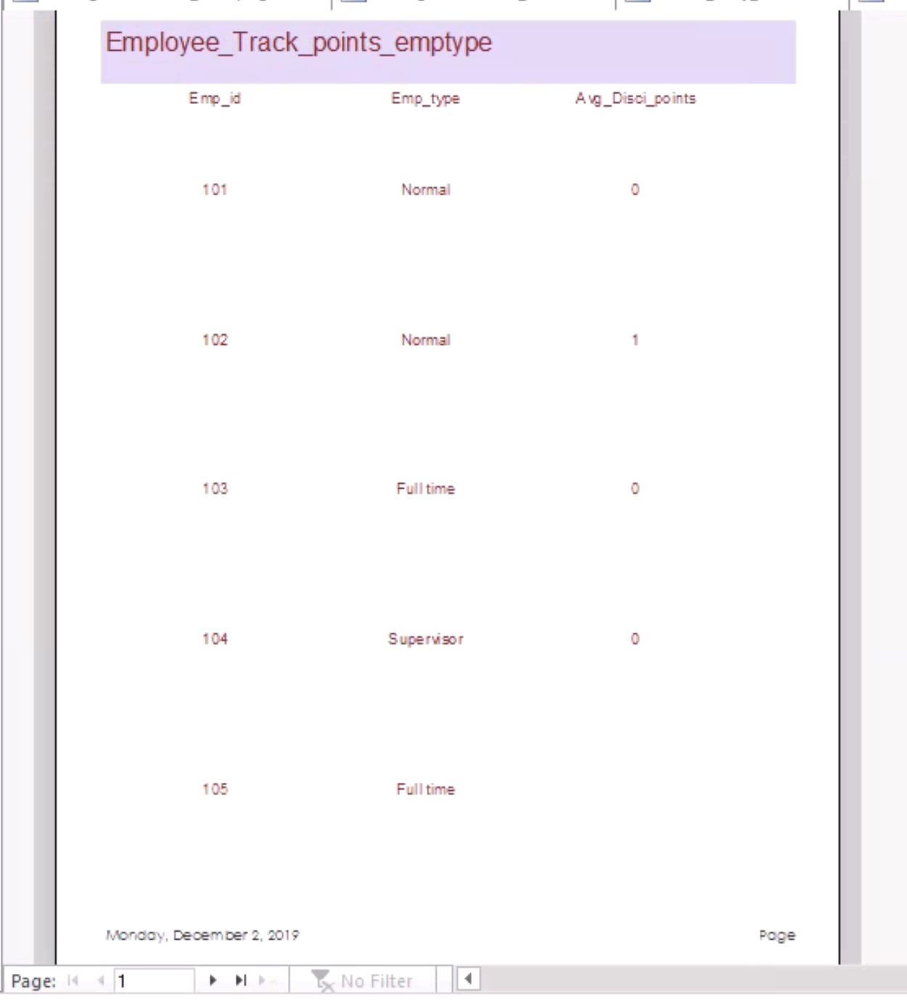 Employee_Track_points_emptype
Emp_id Emp_type Avg_Disci_points
101 Normal 0
102 Normal 1
103 Full time 0
104 Supervisor 0
105 Full time
Monday, December 2, 2019 Page
Page: 1 No Filter